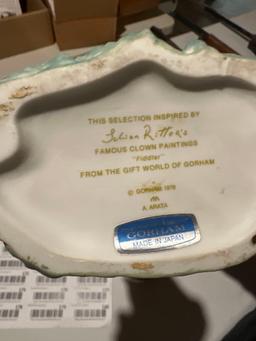 THIS SELECTION INSPIRED BY
Julian Ritter's
FAMOUS CLOWN PAINTINGS
"Fiddler"
FROM THE GIFT WORLD OF GORHAM
© GORHAM 1978
A. ARATA
GORHAM
MADE IN JAPAN